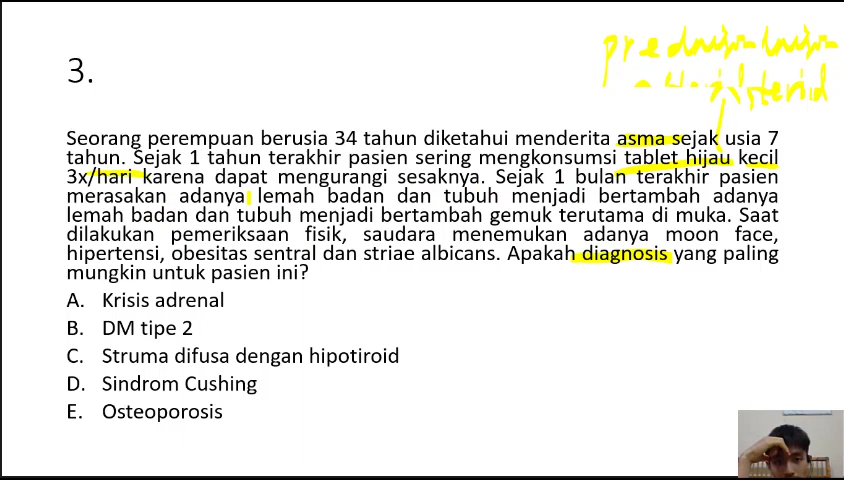 3.
Seorang perempuan berusia 34 tahun diketahui menderita asma sejak usia 7
tahun. Sejak 1 tahun terakhir pasien sering mengkonsumsi tablet hijau kecil
3x/hari karena dapat mengurangi sesaknya. Sejak 1 bulan terakhir pasien
merasakan adanya lemah badan dan tubuh menjadi bertambah adanya
lemah badan dan tubuh menjadi bertambah gemuk terutama di muka. Saat
dilakukan pemeriksaan fisik, saudara menemukan adanya moon face,
hipertensi, obesitas sentral dan striae albicans. Apakah diagnosis yang paling
mungkin untuk pasien ini?
A. Krisis adrenal
B. DM tipe 2
C. Struma difusa dengan hipotiroid
D. Sindrom Cushing
E. Osteoporosis